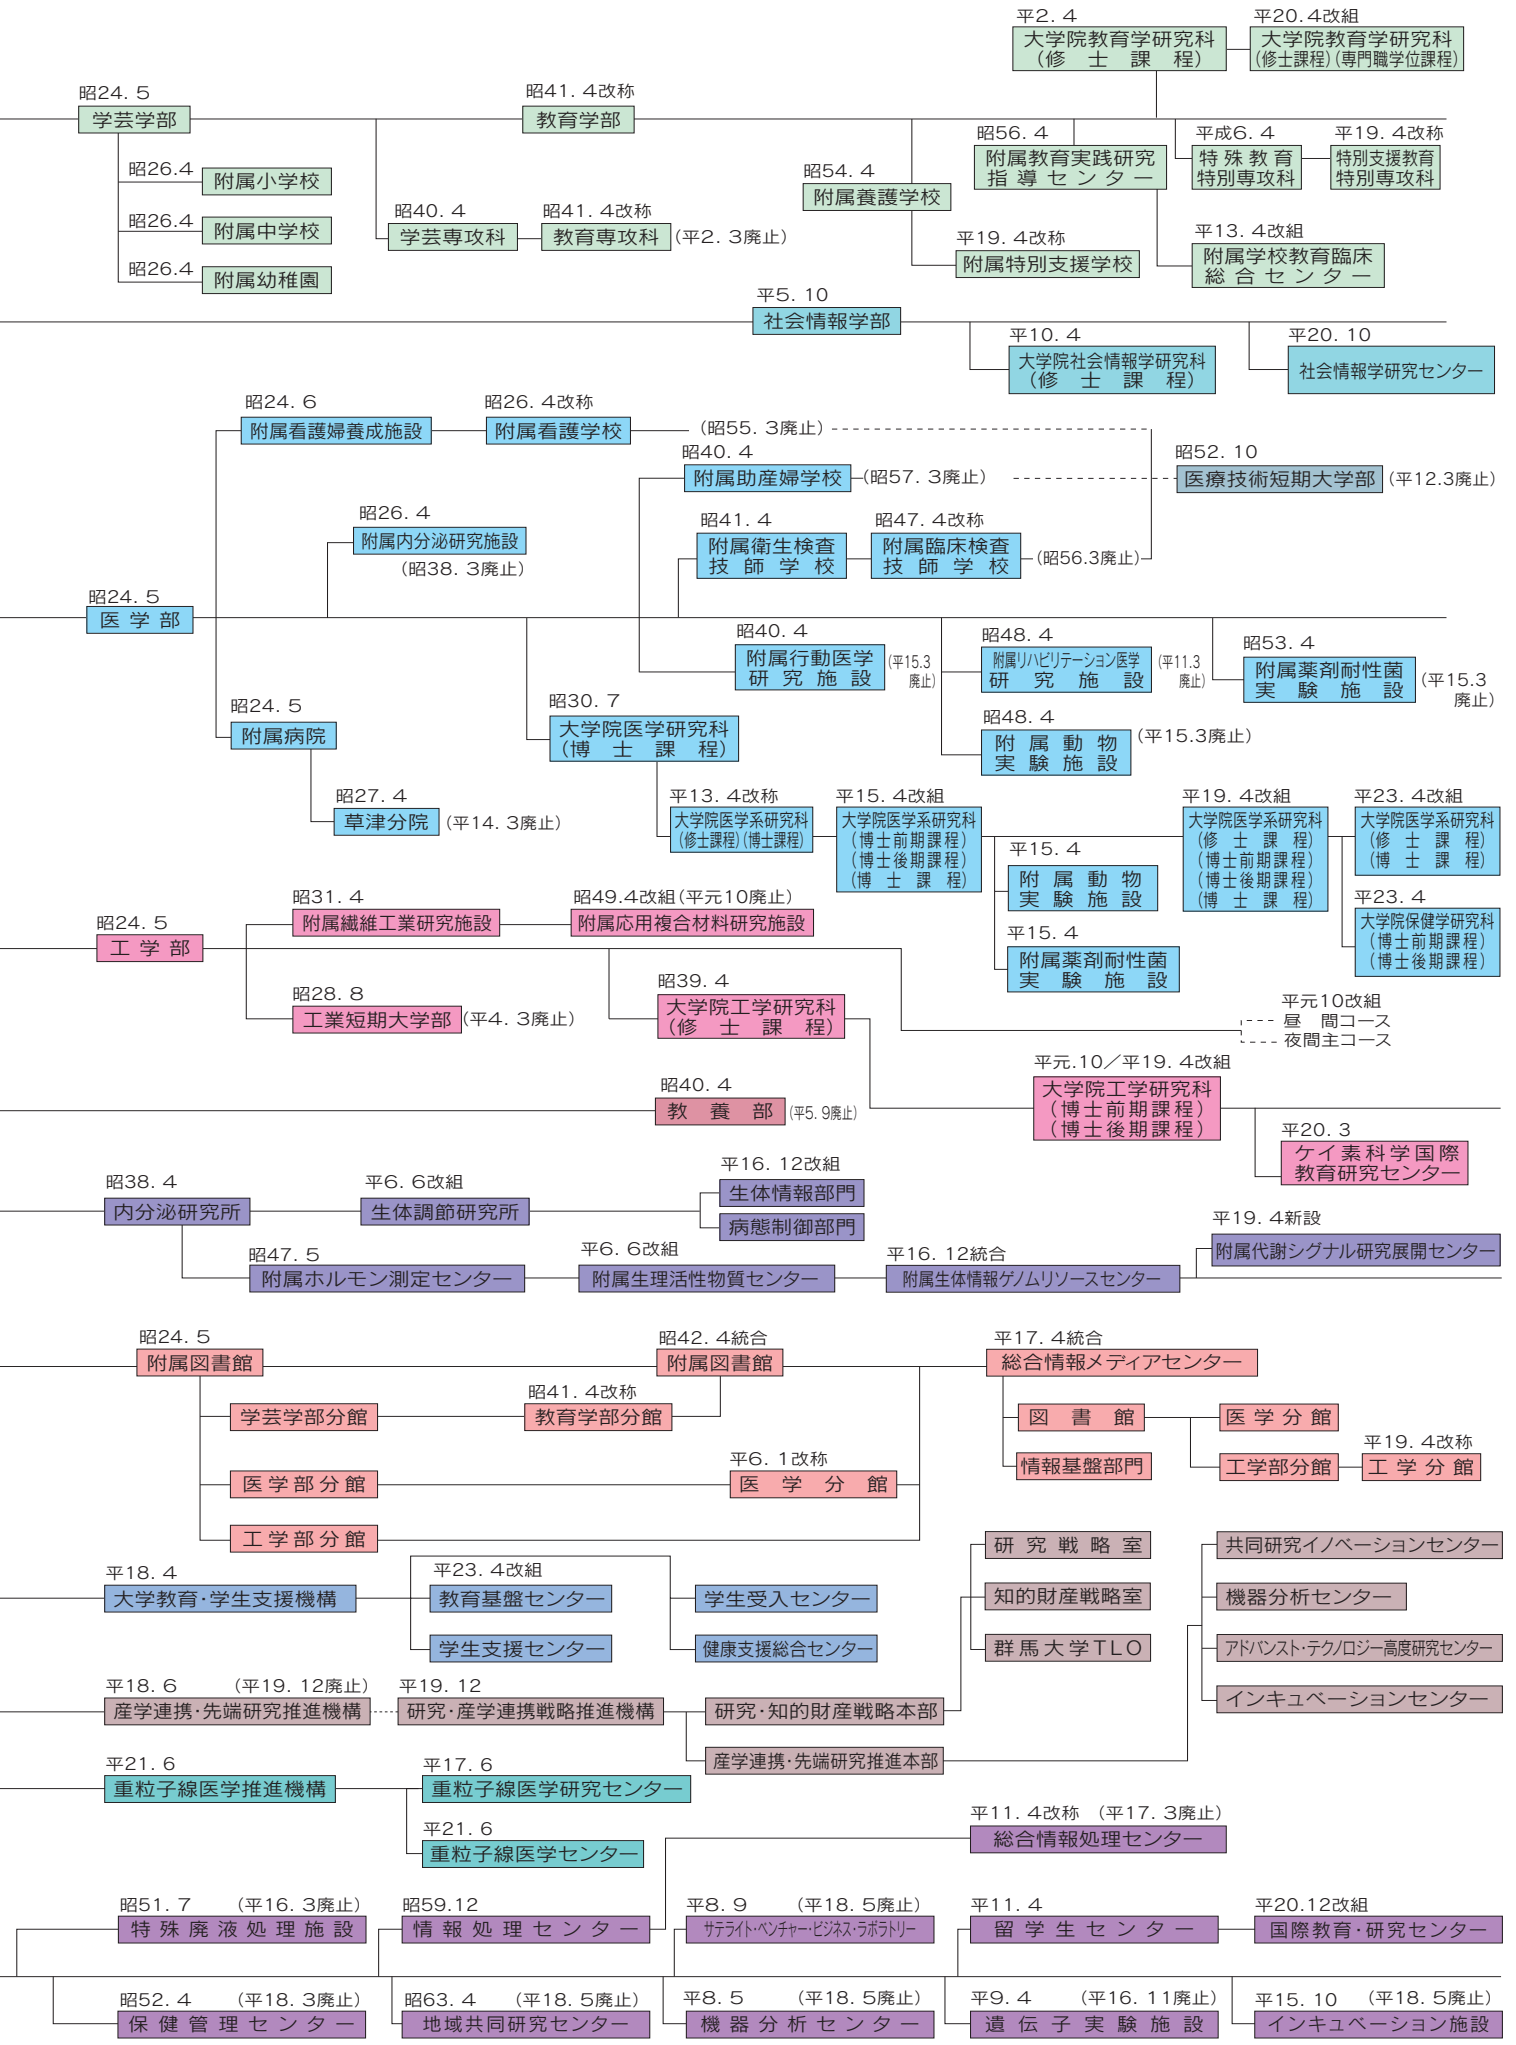 平2. 4
大学院教育学研究科
(修士課程)
平20. 4改組
大学院教育学研究科
(修士課程)(専門職学位課程)
昭24. 5
学芸学部
昭41. 4改称
教育学部
昭26.4
附属小学校
昭26.4
附属中学校
昭26.4
附属幼稚園
昭40. 4
学芸専攻科
昭41. 4改称
教育専攻科
(平2. 3廃止)
昭54. 4
附属養護学校
平19. 4改称
附属特別支援学校
昭56. 4
附属教育実践研究
指導センター
平成6. 4
特殊教育
特別専攻科
平19. 4改称
特別支援教育
特別専攻科
平13. 4改組
附属学校教育臨床
総合センター
平5. 10
社会情報学部
平10. 4
大学院社会情報学研究科
(修士課程)
平20. 10
社会情報学研究センター
昭24. 6
附属看護婦養成施設
昭26. 4改称
附属看護学校
(昭55. 3廃止)
昭40. 4
附属助産婦学校
(昭57. 3廃止)
昭52. 10
医療技術短期大学部
(平12.3廃止)
昭26. 4
附属内分泌研究施設
(昭38. 3廃止)
昭41. 4
附属衛生検査
技師学校
昭47. 4改称
附属臨床検査
技師学校
(昭56.3廃止)
昭24. 5
医学部
昭40. 4
附属行動医学
研究施設
(平15.3
廃止)
昭48. 4
附属リハビリテーション医学
研究施設
(平11.3
廃止)
昭53. 4
附属薬剤耐性菌
実験施設
(平15.3
廃止)
昭24. 5
附属病院
昭30. 7
大学院医学研究科
(博士課程)
昭48. 4
附属動物
実験施設
(平15.3廃止)
昭27. 4
草津分院
(平14. 3廃止)
平13. 4改称
大学院医学系研究科
(修士課程)(博士課程)
平15. 4改組
大学院医学系研究科
(博士前期課程)
(博士後期課程)
(博士課程)
平15. 4
附属動物
実験施設
平15. 4
附属薬剤耐性菌
実験施設
平19. 4改組
大学院医学系研究科
(修士課程)
(博士前期課程)
(博士後期課程)
(博士課程)
平23. 4改組
大学院医学系研究科
(修士課程)
(博士課程)
平23. 4
大学院保健学研究科
(博士前期課程)
(博士後期課程)
昭24. 5
工学部
昭31. 4
附属繊維工業研究施設
昭49.4改組(平元10廃止)
附属応用複合材料研究施設
昭28. 8
工業短期大学部
(平4. 3廃止)
昭39. 4
大学院工学研究科
(修士課程)
平元10改組
昼間コース
夜間主コース
平元.10／平19. 4改組
大学院工学研究科
(博士前期課程)
(博士後期課程)
平20. 3
ケイ素科学国際
教育研究センター
昭40. 4
教養部
(平5. 9廃止)
昭38. 4
内分泌研究所
平6. 6改組
生体調節研究所
平16. 12改組
生体情報部門
病態制御部門
昭47. 5
附属ホルモン測定センター
平6. 6改組
附属生理活性物質センター
平16. 12統合
附属生体情報ゲノムリソースセンター
平19. 4新設
附属代謝シグナル研究展開センター
昭24. 5
附属図書館
昭42. 4統合
附属図書館
平17. 4統合
総合情報メディアセンター
学芸学部分館
昭41. 4改称
教育学部分館
図書館
医学分館
医学部分館
平6. 1改称
医学分館
情報基盤部門
工学部分館
平19. 4改称
工学分館
工学部分館
平18. 4
大学教育・学生支援機構
平23. 4改組
教育基盤センター
学生受入センター
学生支援センター
健康支援総合センター
研究戦略室
知的財産戦略室
群馬大学TLO
共同研究イノベーションセンター
機器分析センター
アドバンスト・テクノロジー高度研究センター
インキュベーションセンター
平18. 6
(平19. 12廃止)
産学連携・先端研究推進機構
平19. 12
研究・産学連携戦略推進機構
研究・知的財産戦略本部
産学連携・先端研究推進本部
平21. 6
重粒子線医学推進機構
平17. 6
重粒子線医学研究センター
平21. 6
重粒子線医学センター
平11. 4改称 (平17. 3廃止)
総合情報処理センター
昭51. 7 (平16. 3廃止)
特殊廃液処理施設
昭59.12
情報処理センター
平8. 9 (平18. 5廃止)
サテライト・ベンチャー・ビジネス・ラボラトリー
平11. 4
留学生センター
平20.12改組
国際教育・研究センター
昭52. 4 (平18. 3廃止)
保健管理センター
昭63. 4 (平18. 5廃止)
地域共同研究センター
平8. 5 (平18. 5廃止)
機器分析センター
平9. 4 (平16. 11廃止)
遺伝子実験施設
平15. 10 (平18. 5廃止)
インキュベーション施設